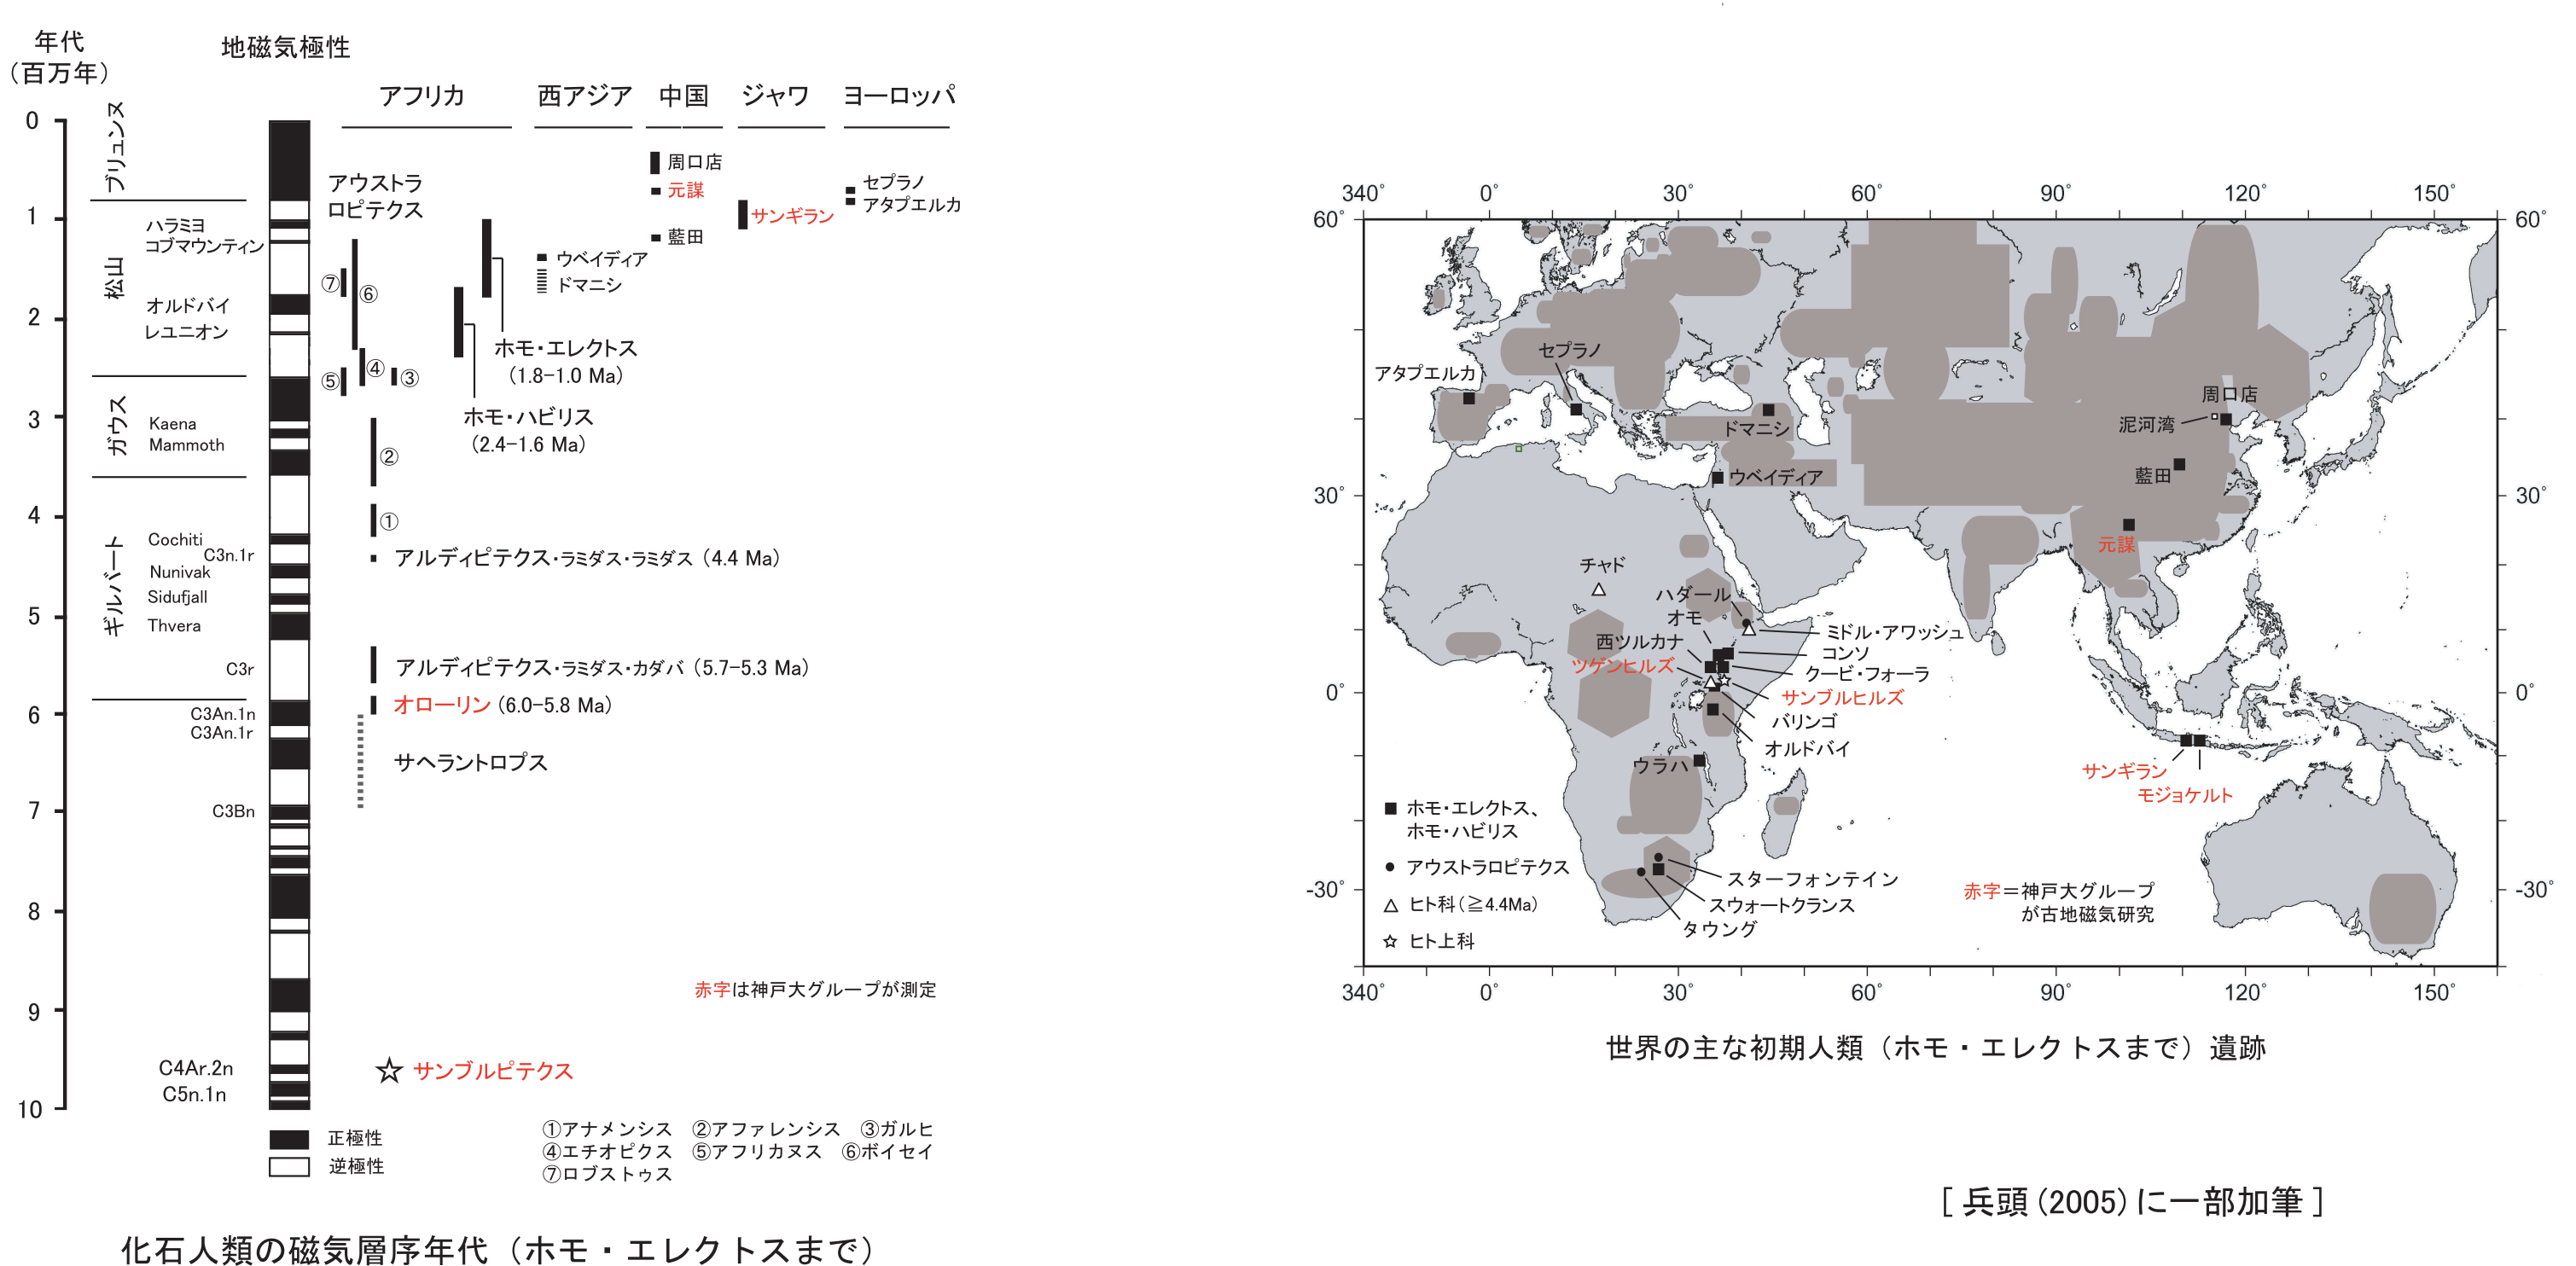 年代
（百万年）
地磁気極性
アフリカ
西アジア
中国
ジャワ
ヨーロッパ
0
1
2
3
4
5
6
7
8
9
10
ブリュンヌ
松山
ガウス
ギルバート
ハラミヨ
コブマウンティン
オルドバイ
レユニオン
Kaena
Mammoth
Cochiti
C3n.1r
Nunivak
Sidufjall
Thvera
C3r
C3An.1n
C3An.1r
C3Bn
C4Ar.2n
C5n.1n
アウストラ
ロピテクス
⑦
⑥
⑤
④
③
②
①
周口店
元謀
藍田
サンギラン
セプラノ
アタプエルカ
ウベイディア
ドマニシ
ホモ・エレクトス
（1.8–1.0 Ma）
ホモ・ハビリス
（2.4–1.6 Ma）
アルディピテクス・ラミダス・ラミダス（4.4 Ma）
アルディピテクス・ラミダス・カダバ（5.7–5.3 Ma）
オローリン（6.0–5.8 Ma）
サヘラントロプス
赤字は神戸大グループが測定
サンブルピテクス
正極性
逆極性
①アナメンシス ②アファレンシス ③ガルヒ
④エチオピクス ⑤アフリカヌス ⑥ボイセイ
⑦ロブストゥス
化石人類の磁気層序年代（ホモ・エレクトスまで）
340° 0° 30° 60° 90° 120° 150°
60° 60°
30° 30°
0° 0°
-30° -30°
セプラノ
アタプエルカ
ドマニシ
ウベイディア
周口店
泥河湾
藍田
元謀
チャド
ハダール
オモ
西ツルカナ
ツゲンヒルズ
ミドル・アワッシュ
コンソ
クービ・フォーラ
サンブルヒルズ
バリンゴ
オルドバイ
ウラハ
サンギラン
モジョケルト
スターフォンテイン
スウォートクランス
タウング
ホモ・エレクトス、
ホモ・ハビリス
アウストラロピテクス
ヒト科（≧4.4Ma）
ヒト上科
赤字＝神戸大グループ
が古地磁気研究
340° 0° 30° 60° 90° 120° 150°
世界の主な初期人類（ホモ・エレクトスまで）遺跡
［兵頭（2005）に一部加筆］